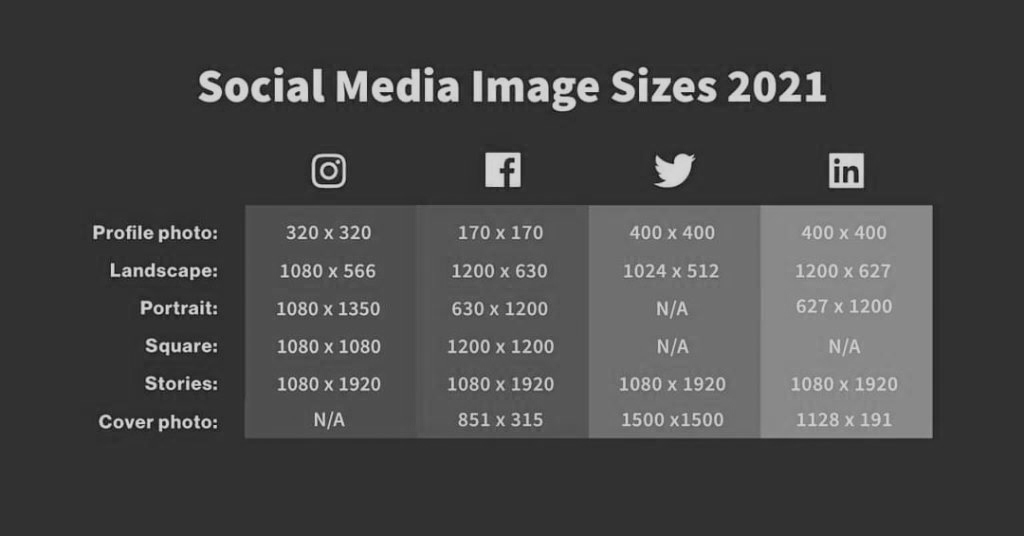 Social Media Image Sizes 2021
Profile photo: 320 x 320 170 x 170 400 x 400 400 x 400
Landscape: 1080 x 566 1200 x 630 1024 x 512 1200 x 627
Portrait: 1080 x 1350 630 x 1200 N/A 627 x 1200
Square: 1080 x 1080 1200 x 1200 N/A N/A
Stories: 1080 x 1920 1080 x 1920 1080 x 1920 1080 x 1920
Cover photo: N/A 851 x 315 1500 x1500 1128 x 191